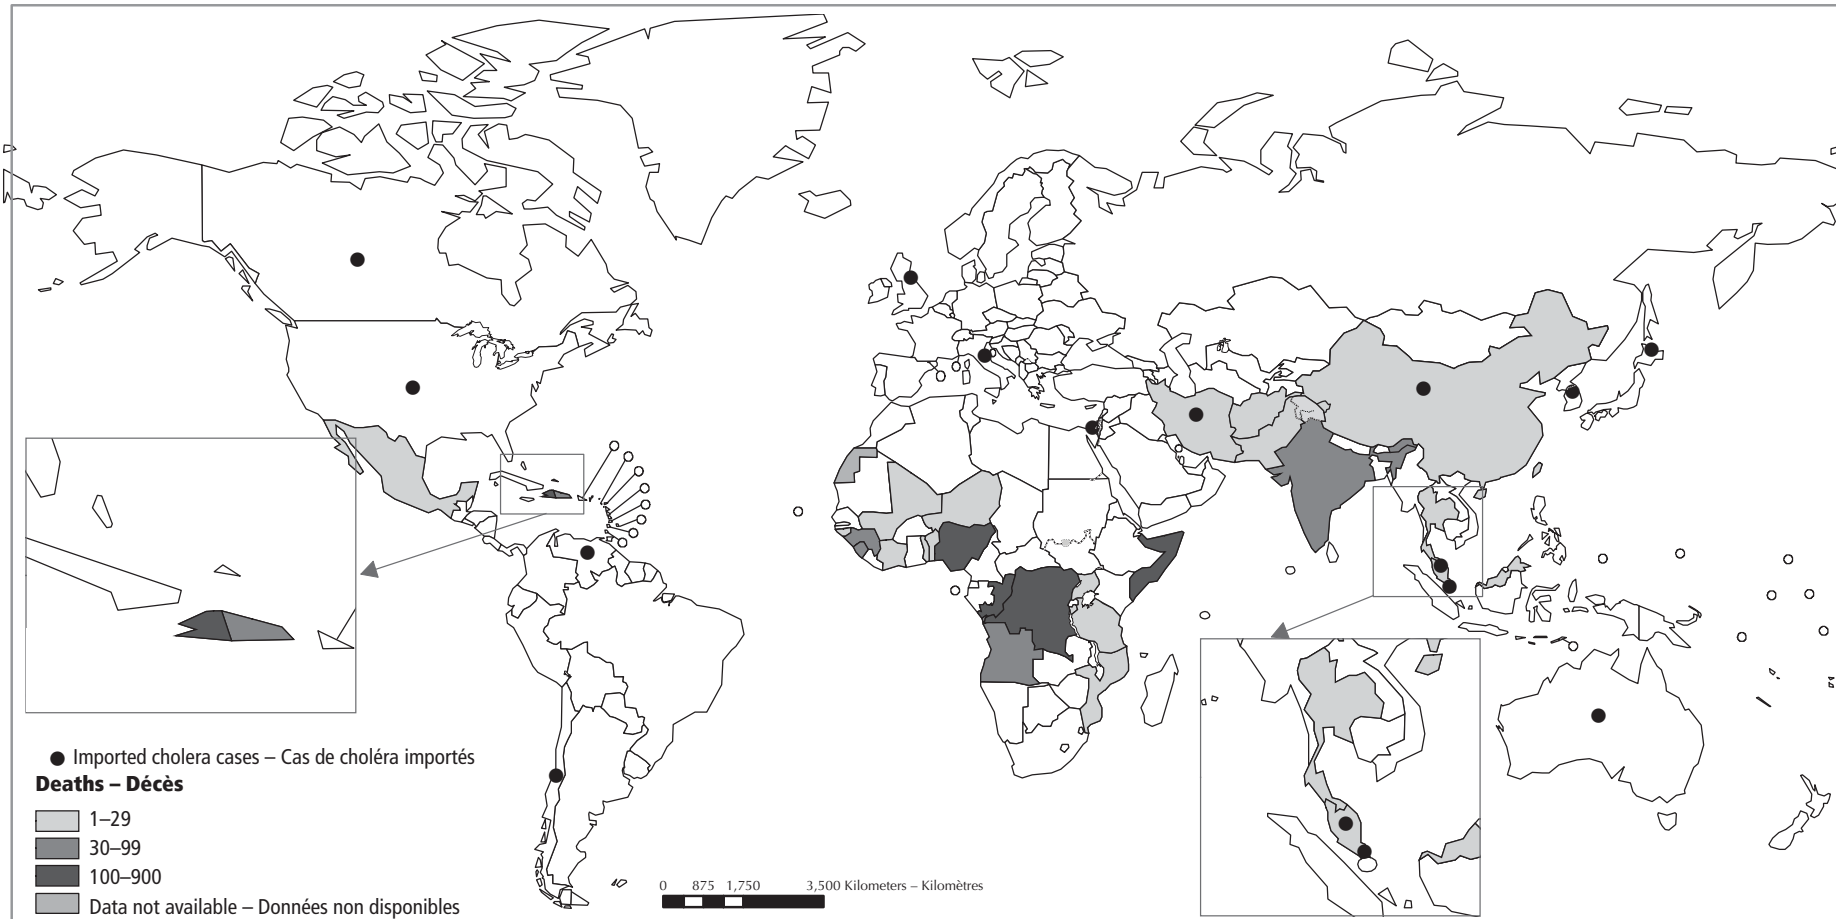 Imported cholera cases – Cas de choléra importés
Deaths – Décès
1–29
30–99
100–900
Data not available – Données non disponibles
0 875 1,750 3,500 Kilometers – Kilomètres